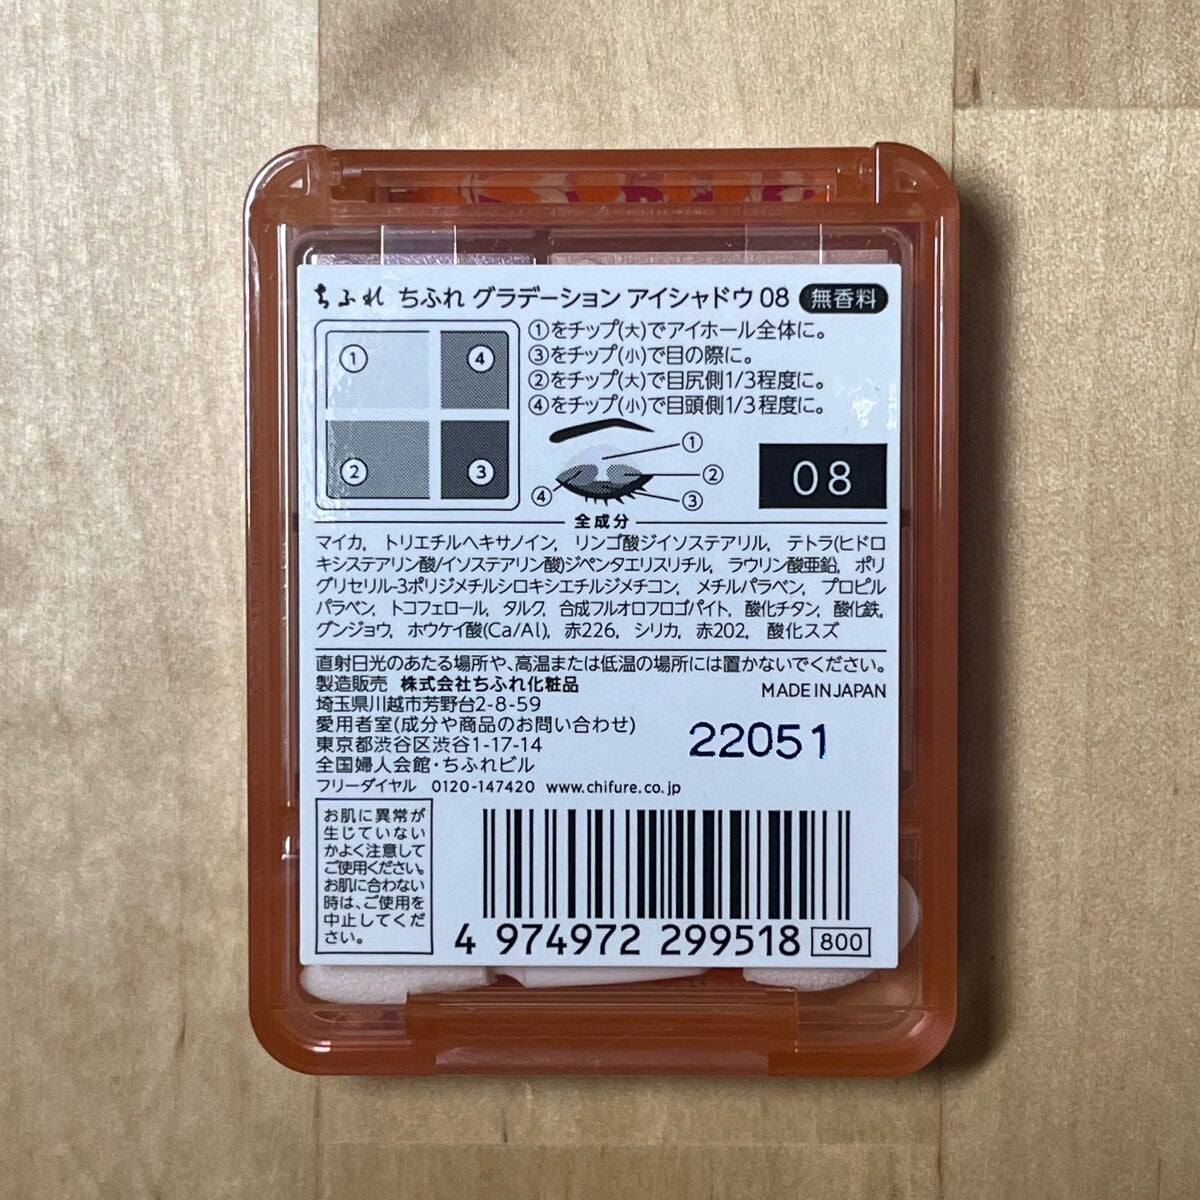 ちふれ ちふれ グラデーション アイシャドウ 08 無香料
①をチップ(大)でアイホール全体に。
③をチップ(小)で目の際に。
②をチップ(大)で目尻側1/3程度に。
④をチップ(小)で目頭側1/3程度に。
① ④
② ③
①
②
③
④
08
全成分
マイカ, トリエチルヘキサノイン, リンゴ酸ジイソステアリル, テトラ(ヒドロ
キシステアリン酸/イソステアリン酸)ジペンタエリスリチル, ラウリン酸亜鉛, ポリ
グリセリル-3ポリジメチルシロキシエチルジメチコン, メチルパラベン, プロピル
パラベン, トコフェロール, タルク, 合成フルオロフロゴパイト, 酸化チタン, 酸化鉄,
グンジョウ, ホウケイ酸(Ca/Al), 赤226, シリカ, 赤202, 酸化スズ
直射日光のあたる場所や、高温または低温の場所には置かないでください。
製造販売 株式会社ちふれ化粧品 MADE IN JAPAN
埼玉県川越市芳野台2-8-59
愛用者室(成分や商品のお問い合わせ)
東京都渋谷区渋谷1-17-14
全国婦人会館・ちふれビル
フリーダイヤル 0120-147420 www.chifure.co.jp
22051
お肌に異常が
生じていない
かよく注意して
ご使用ください。
お肌に合わない
時は、ご使用を
中止してくだ
さい。
4 974972 299518 800